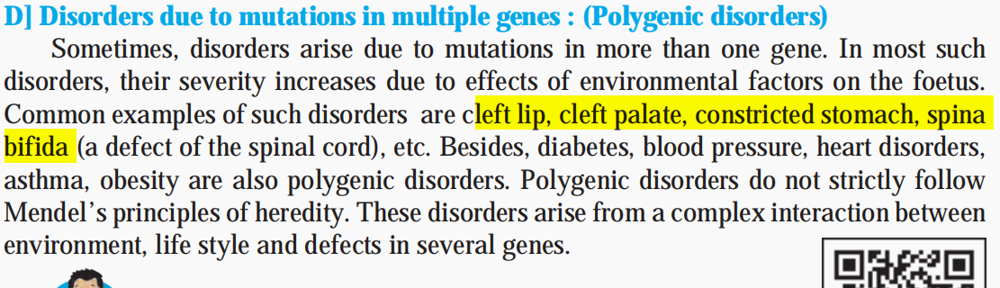 D] Disorders due to mutations in multiple genes : (Polygenic disorders)
Sometimes, disorders arise due to mutations in more than one gene. In most such
disorders, their severity increases due to effects of environmental factors on the foetus.
Common examples of such disorders are cleft lip, cleft palate, constricted stomach, spina
bifida (a defect of the spinal cord), etc. Besides, diabetes, blood pressure, heart disorders,
asthma, obesity are also polygenic disorders. Polygenic disorders do not strictly follow
Mendel's principles of heredity. These disorders arise from a complex interaction between
environment, life style and defects in several genes.